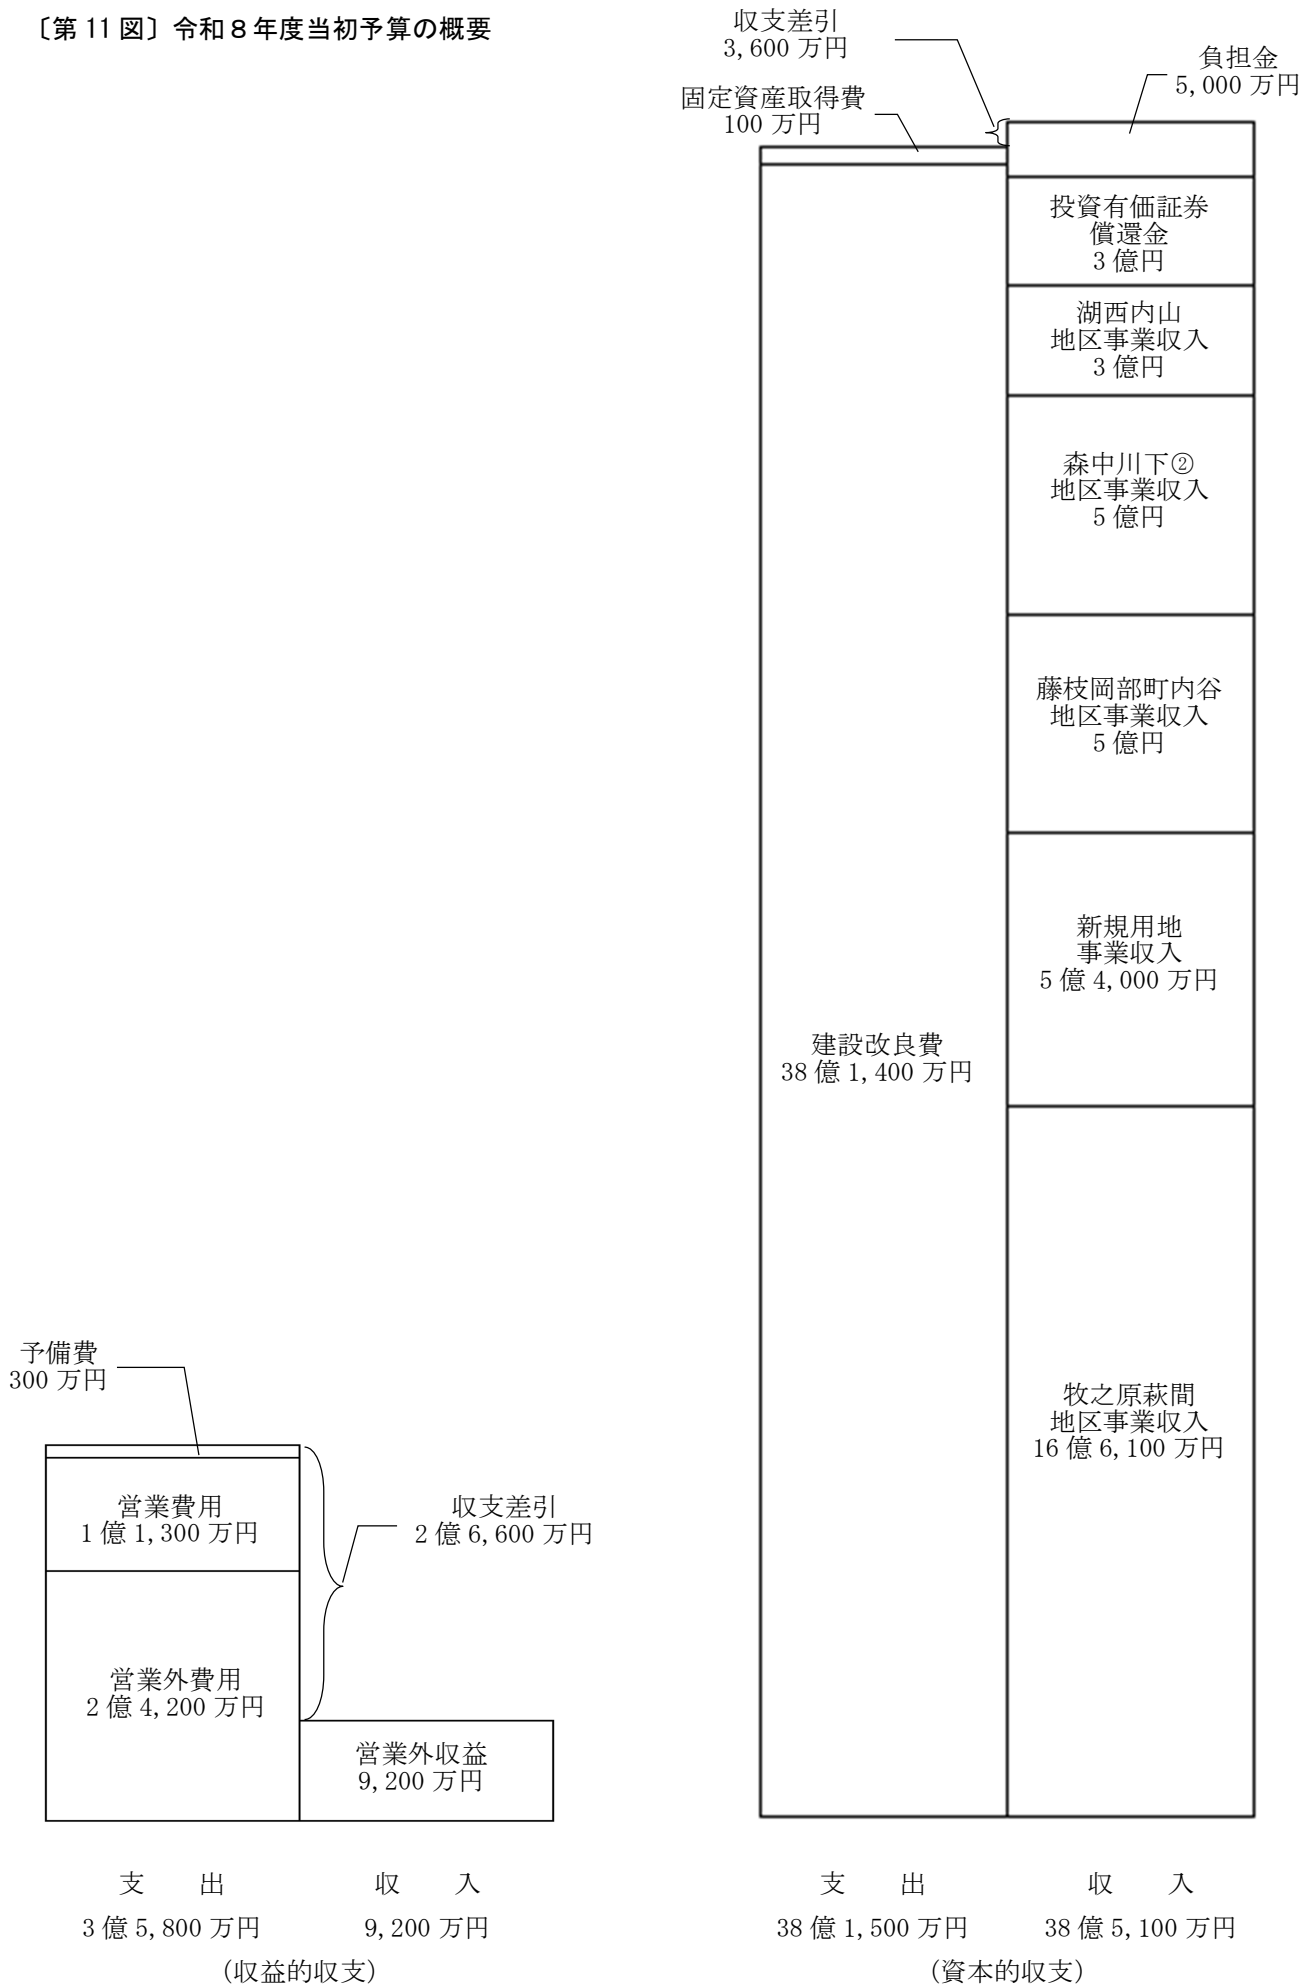 〔第 11 図〕令和８年度当初予算の概要
収支差引
3,600 万円
負担金
5,000 万円
固定資産取得費
100 万円
投資有価証券
償還金
3 億円
湖西内山
地区事業収入
3 億円
森中川下②
地区事業収入
5 億円
藤枝岡部町内谷
地区事業収入
5 億円
新規用地
事業収入
5 億 4,000 万円
建設改良費
38 億 1,400 万円
牧之原萩間
地区事業収入
16 億 6,100 万円
予備費
300 万円
営業費用
1 億 1,300 万円
収支差引
2 億 6,600 万円
営業外費用
2 億 4,200 万円
営業外収益
9,200 万円
支　出　収　入
3 億 5,800 万円　9,200 万円
（収益的収支）
支　出　収　入
38 億 1,500 万円　38 億 5,100 万円
（資本的収支）